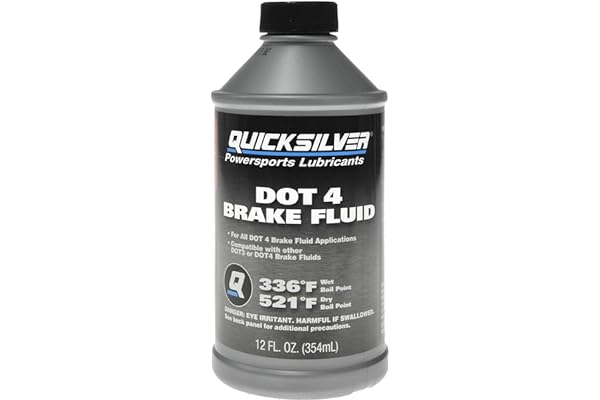 QUICKSILVER®
Powersports Lubricants
DOT 4
BRAKE FLUID
• For All DOT 4 Brake Fluid Applications
• Compatible with other
DOT3 or DOT4 Brake Fluids
Q 336°F Wet Boil Point
521°F Dry Boil Point
DANGER: EYE IRRITANT. HARMFUL IF SWALLOWED.
See back panel for additional precautions.
12 FL. OZ. (354mL)